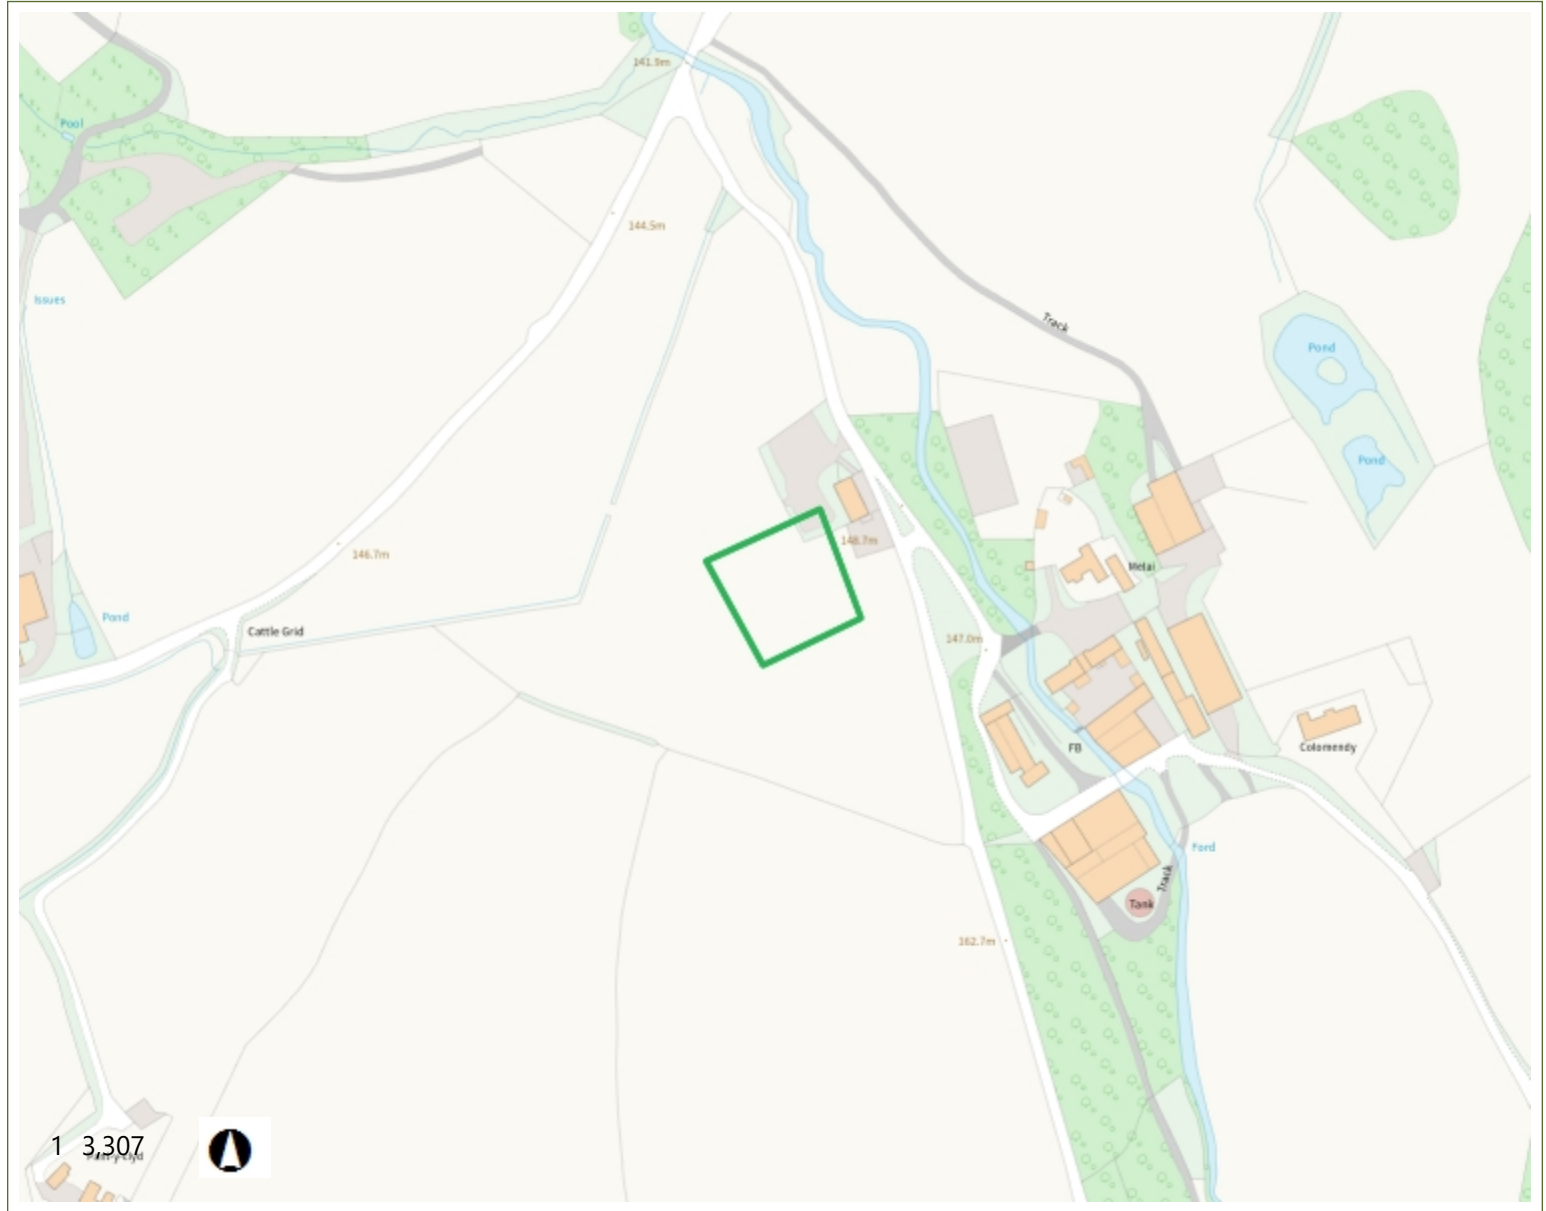 141.9m
Pool
144.5m
Issues
Track
Pond
Pond
148.7m
146.7m
Melai
Pond
Cattle Grid
147.0m
FB
Colomendy
Ford
Track
Tank
162.7m
1 3,307